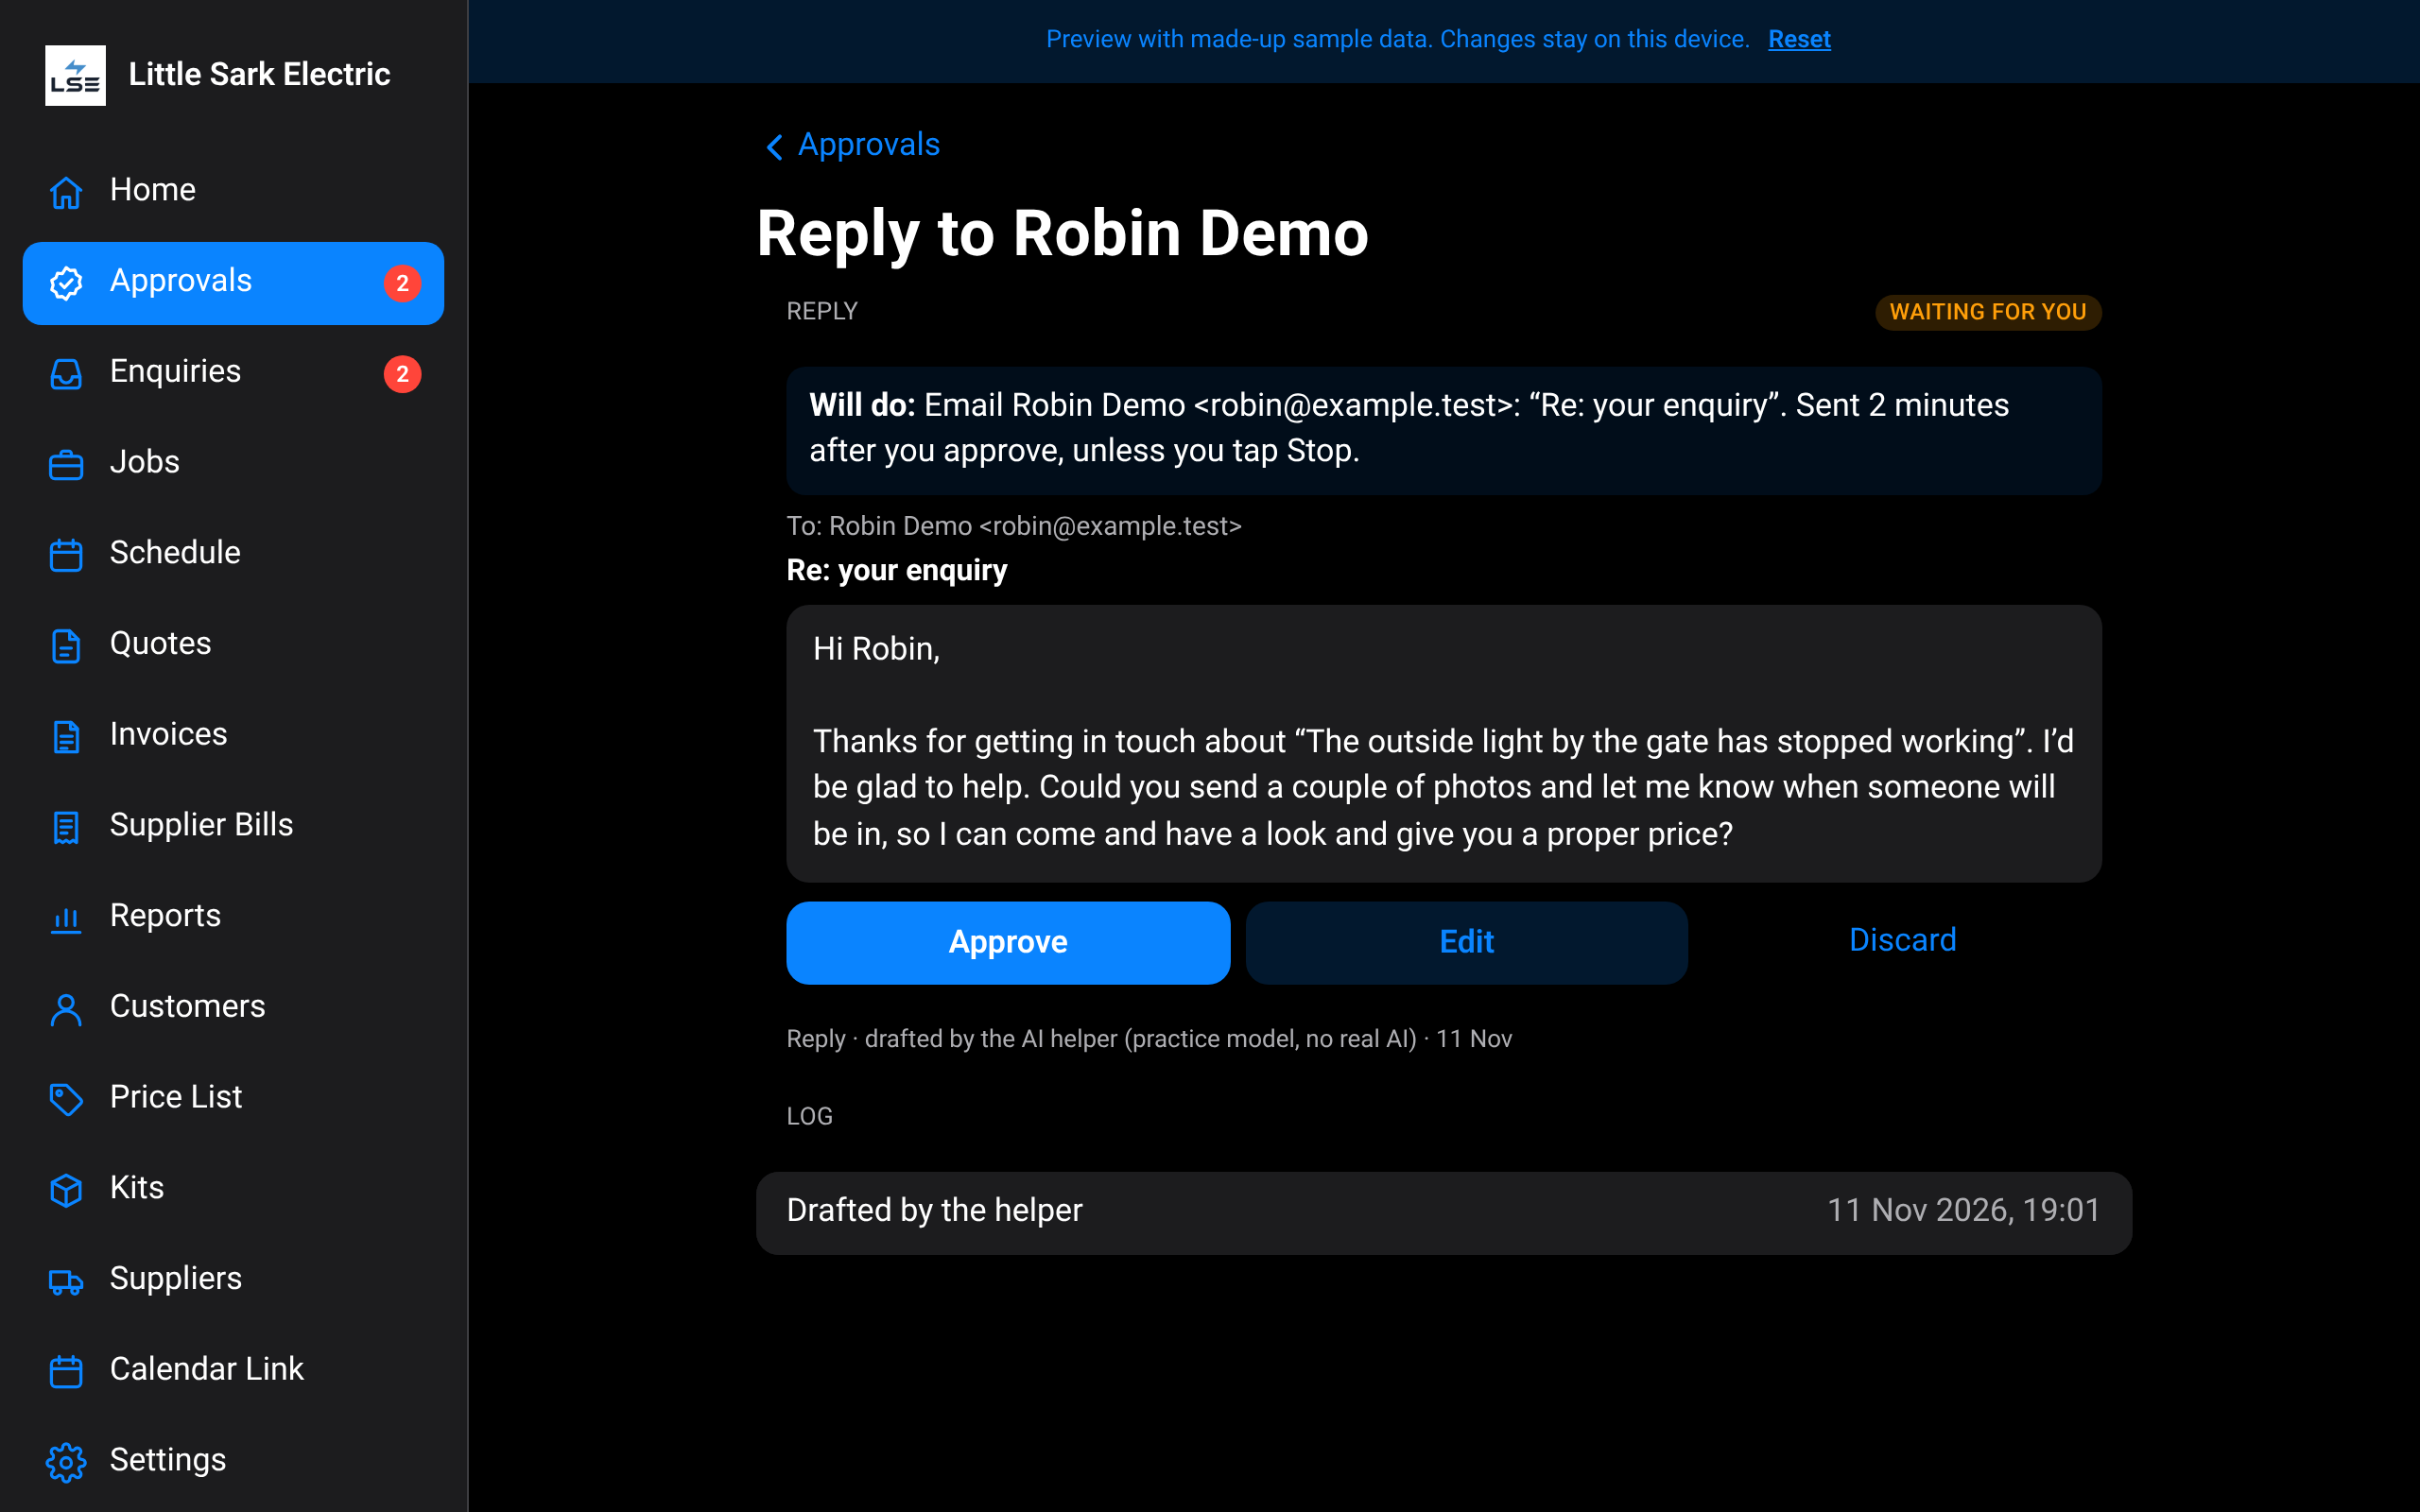 LSE
Little Sark Electric
Home
Approvals 2
Enquiries 2
Jobs
Schedule
Quotes
Invoices
Supplier Bills
Reports
Customers
Price List
Kits
Suppliers
Calendar Link
Settings
Preview with made-up sample data. Changes stay on this device. Reset
Approvals
Reply to Robin Demo
REPLY
WAITING FOR YOU
Will do: Email Robin Demo <robin@example.test>: “Re: your enquiry”. Sent 2 minutes
after you approve, unless you tap Stop.
To: Robin Demo <robin@example.test>
Re: your enquiry
Hi Robin,
Thanks for getting in touch about “The outside light by the gate has stopped working”. I’d
be glad to help. Could you send a couple of photos and let me know when someone will
be in, so I can come and have a look and give you a proper price?
Approve
Edit
Discard
Reply · drafted by the AI helper (practice model, no real AI) · 11 Nov
LOG
Drafted by the helper
11 Nov 2026, 19:01